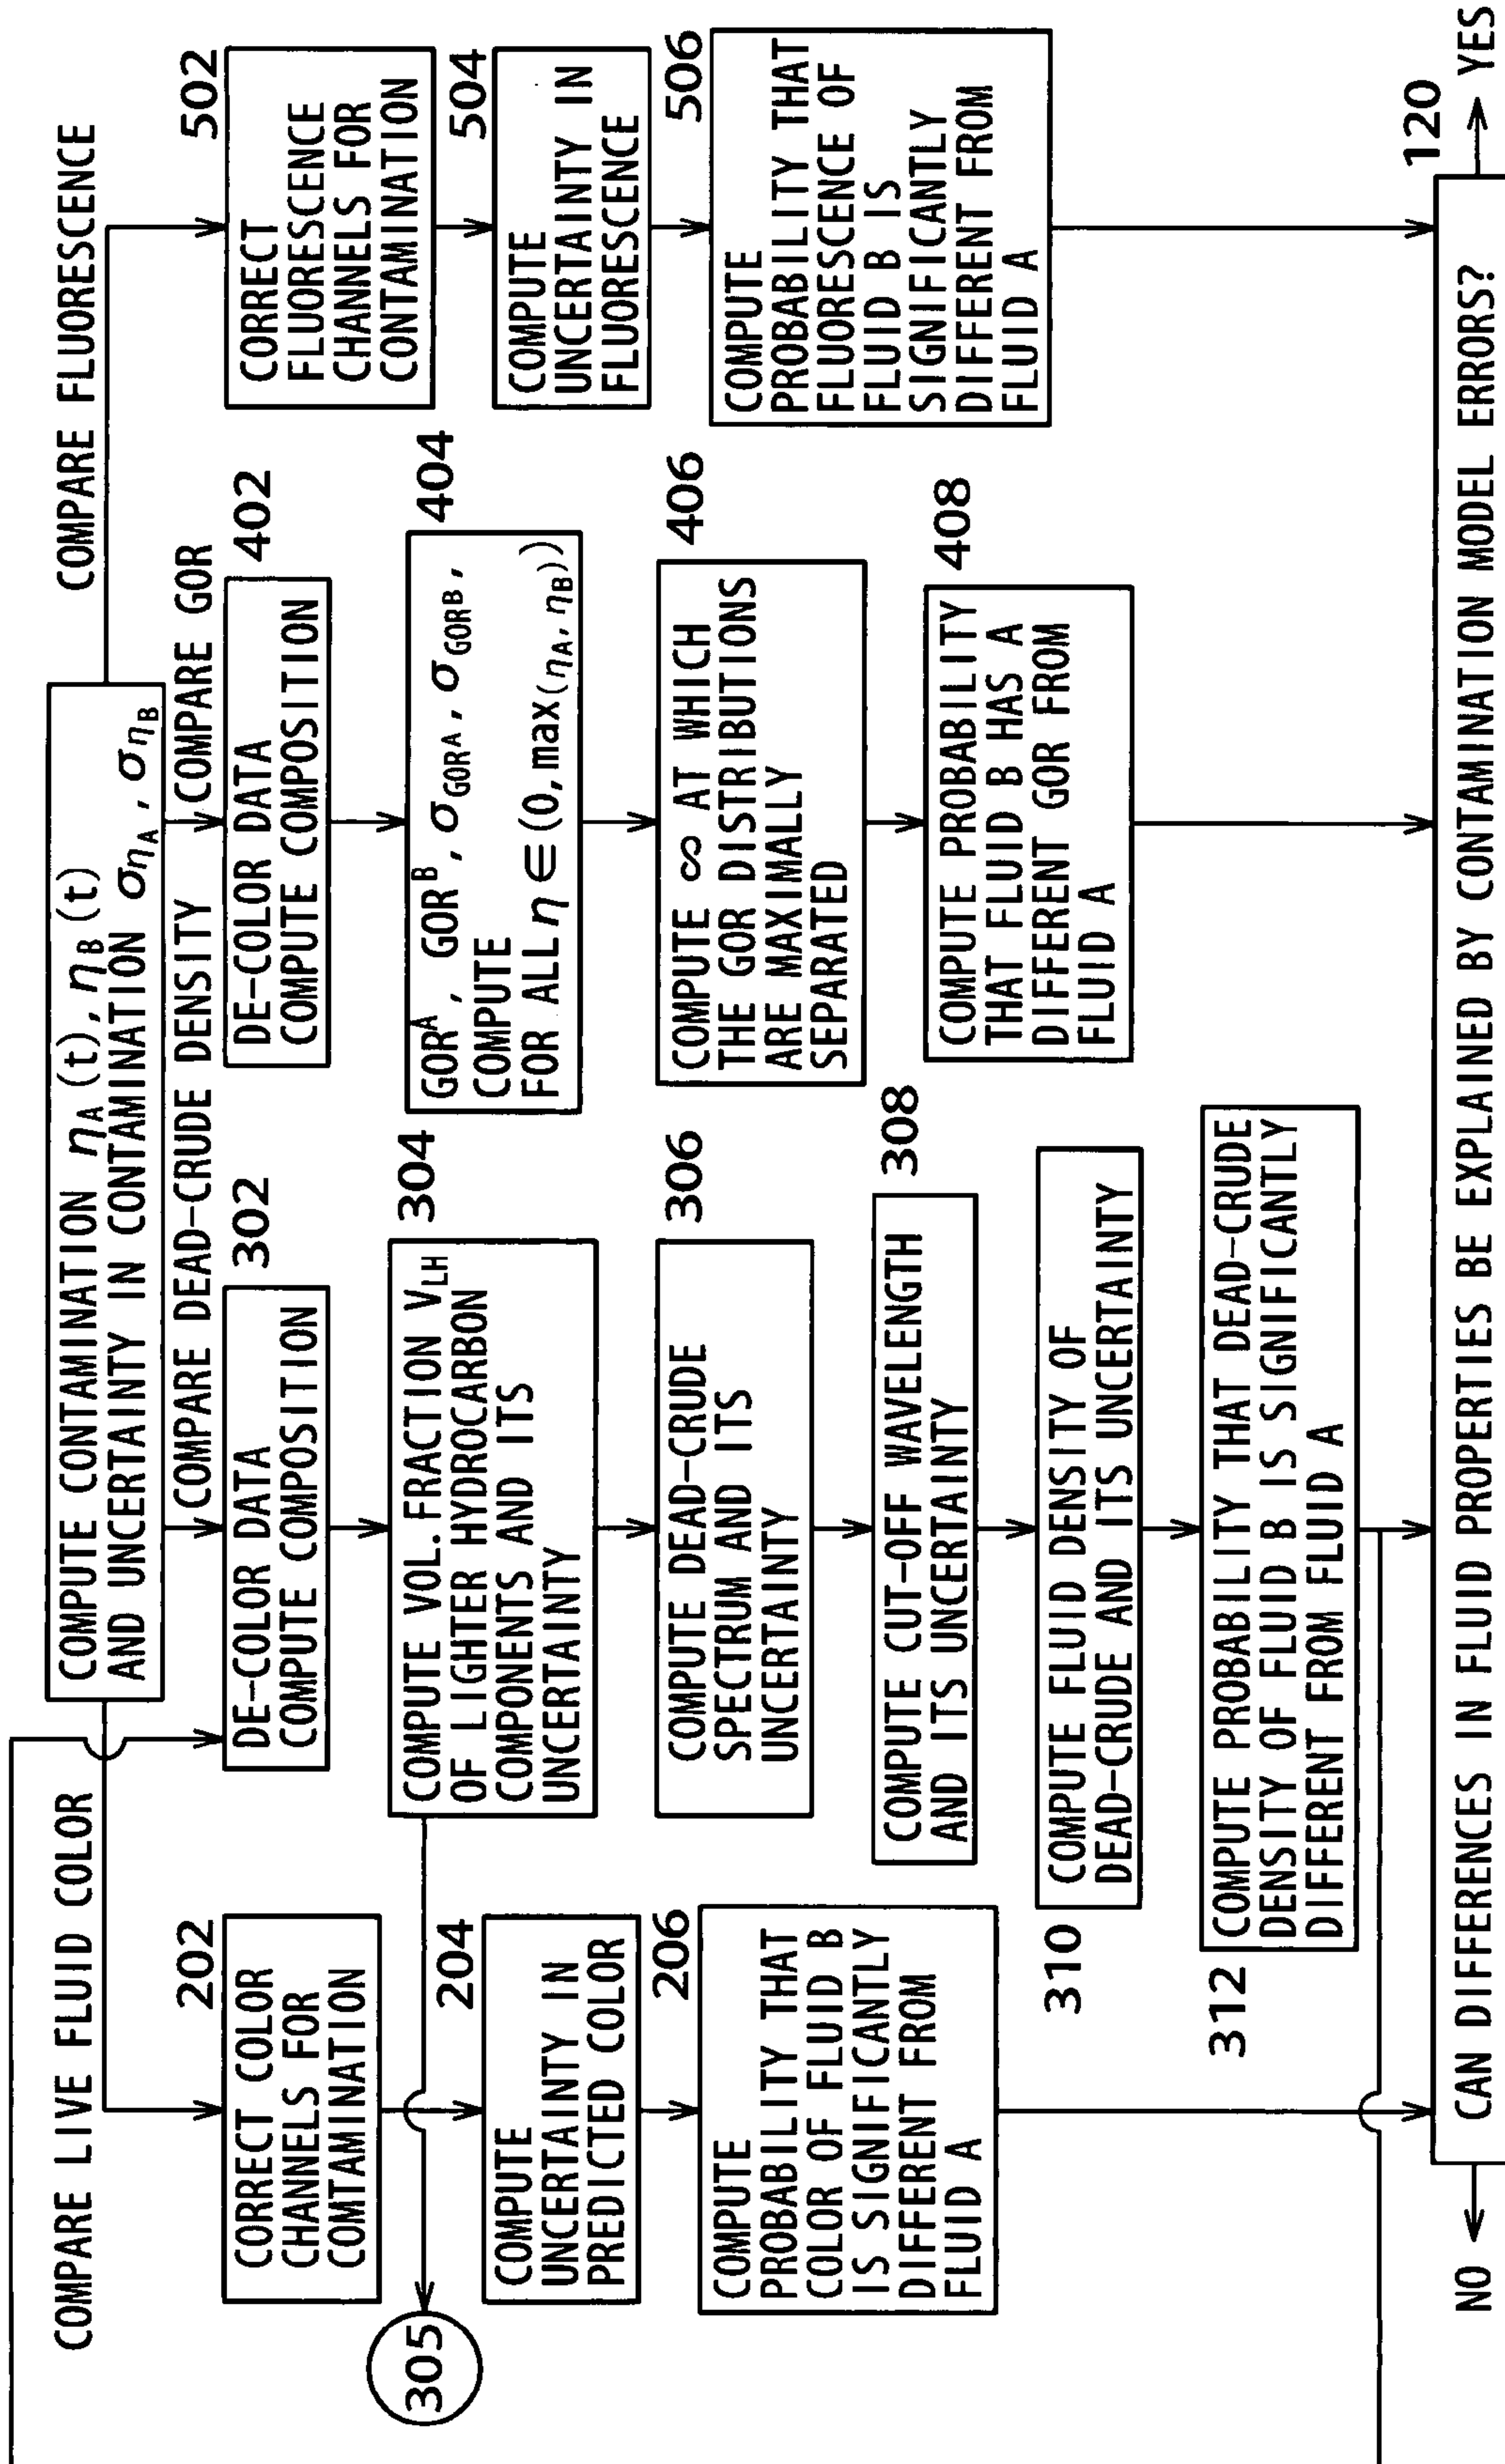 COMPUTE CONTAMINATION ηA (t), ηB (t)
AND UNCERTAINTY IN CONTAMINATION σηA, σηB
COMPARE LIVE FLUID COLOR
202
CORRECT COLOR
CHANNELS FOR
COMTAMINATION
204
COMPUTE
UNCERTAINTY IN
PREDICTED COLOR
206
COMPUTE
PROBABILITY THAT
COLOR OF FLUID B
IS SIGNIFICANTLY
DIFFERENT FROM
FLUID A
COMPARE DEAD-CRUDE DENSITY
302
DE-COLOR DATA
COMPUTE COMPOSITION
304
COMPUTE VOL. FRACTION VLH
OF LIGHTER HYDROCARBON
COMPONENTS AND ITS
UNCERTAINTY
305
306
COMPUTE DEAD-CRUDE
SPECTRUM AND ITS
UNCERTAINTY
308
COMPUTE CUT-OFF WAVELENGTH
AND ITS UNCERTAINTY
310
COMPUTE FLUID DENSITY OF
DEAD-CRUDE AND ITS UNCERTAINTY
312
COMPUTE PROBABILITY THAT DEAD-CRUDE
DENSITY OF FLUID B IS SIGNIFICANTLY
DIFFERENT FROM FLUID A
COMPARE GOR
402
DE-COLOR DATA
COMPUTE COMPOSITION
404
GORA, GORB, σGORA, σGORB,
COMPUTE
FOR ALL η ∈ (0, max(ηA, ηB))
406
COMPUTE ∞ AT WHICH
THE GOR DISTRIBUTIONS
ARE MAXIMALLY
SEPARATED
408
COMPUTE PROBABILITY
THAT FLUID B HAS A
DIFFERENT GOR FROM
FLUID A
COMPARE FLUORESCENCE
502
CORRECT
FLUORESCENCE
CHANNELS FOR
CONTAMINATION
504
COMPUTE
UNCERTAINTY IN
FLUORESCENCE
506
COMPUTE
PROBABILITY THAT
FLUORESCENCE OF
FLUID B IS
SIGNIFICANTLY
DIFFERENT FROM
FLUID A
120
NO
CAN DIFFERENCES IN FLUID PROPERTIES BE EXPLAINED BY CONTAMINATION MODEL ERRORS?
YES